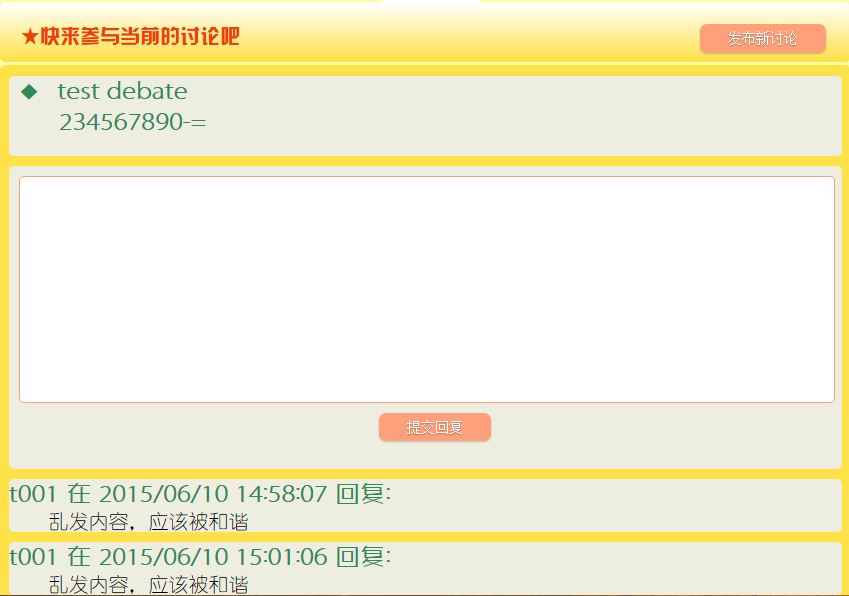 ★快来参与当前的讨论吧
发布新讨论
◆ test debate
234567890-=
提交回复
t001 在 2015/06/10 14:58:07 回复:
乱发内容，应该被和谐
t001 在 2015/06/10 15:01:06 回复:
乱发内容，应该被和谐